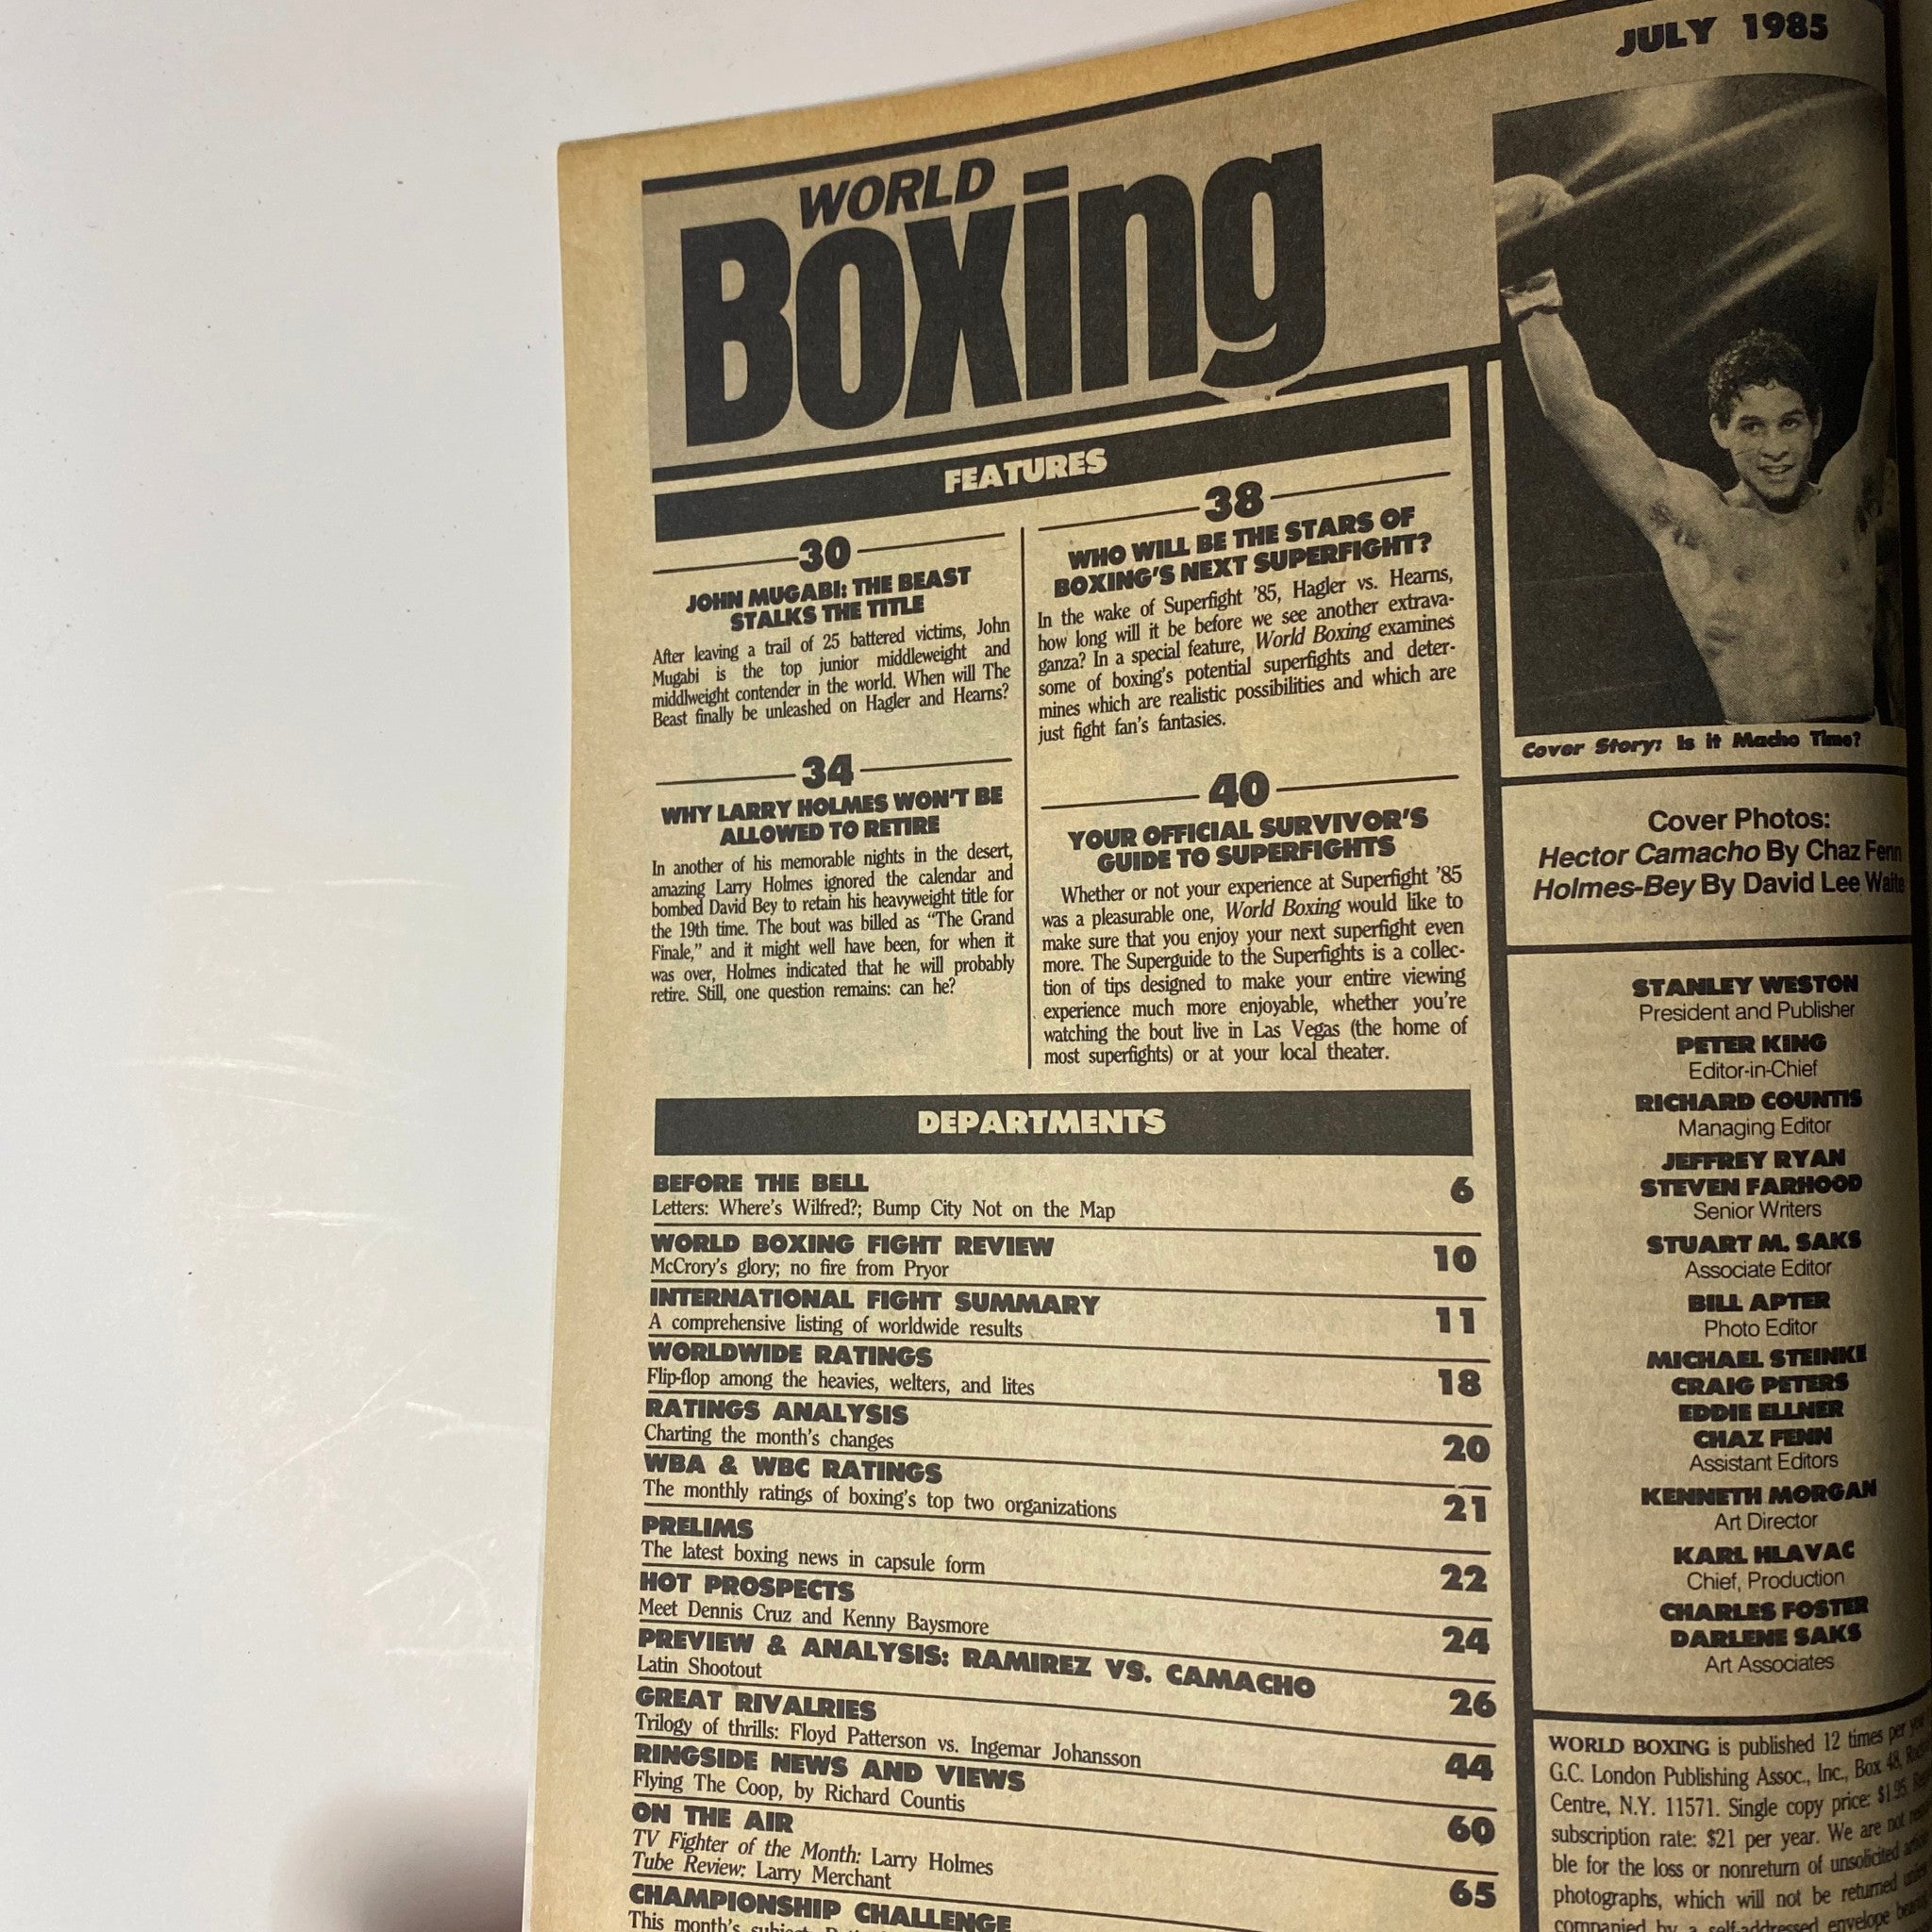 JULY 1985
WORLD
Boxing
FEATURES
30
JOHN MUGABI: THE BEAST
STALKS THE TITLE
After leaving a trail of 25 battered victims, John
Mugabi is the top junior middleweight and
middlweight contender in the world. When will The
Beast finally be unleashed on Hagler and Hearns?
34
WHY LARRY HOLMES WON'T BE
ALLOWED TO RETIRE
In another of his memorable nights in the desert,
amazing Larry Holmes ignored the calendar and
bombed David Bey to retain his heavyweight title for
the 19th time. The bout was billed as “The Grand
Finale,” and it might well have been, for when it
was over, Holmes indicated that he will probably
retire. Still, one question remains: can he?
38
WHO WILL BE THE STARS OF
BOXING'S NEXT SUPERFIGHT?
In the wake of Superfight '85, Hagler vs. Hearns,
how long will it be before we see another extrava-
ganza? In a special feature, World Boxing examines
some of boxing's potential superfights and deter-
mines which are realistic possibilities and which are
just fight fan's fantasies.
40
YOUR OFFICIAL SURVIVOR'S
GUIDE TO SUPERFIGHTS
Whether or not your experience at Superfight '85
was a pleasurable one, World Boxing would like to
make sure that you enjoy your next superfight even
more. The Superguide to the Superfights is a collec-
tion of tips designed to make your entire viewing
experience much more enjoyable, whether you're
watching the bout live in Las Vegas (the home of
most superfights) or at your local theater.
DEPARTMENTS
BEFORE THE BELL 6
Letters: Where's Wilfred?; Bump City Not on the Map
WORLD BOXING FIGHT REVIEW 10
McCrory's glory; no fire from Pryor
INTERNATIONAL FIGHT SUMMARY 11
A comprehensive listing of worldwide results
WORLDWIDE RATINGS 18
Flip-flop among the heavies, welters, and lites
RATINGS ANALYSIS 20
Charting the month's changes
WBA & WBC RATINGS 21
The monthly ratings of boxing's top two organizations
PRELIMS 22
The latest boxing news in capsule form
HOT PROSPECTS 24
Meet Dennis Cruz and Kenny Baysmore
PREVIEW & ANALYSIS: RAMIREZ VS. CAMACHO 26
Latin Shootout
GREAT RIVALRIES 44
Trilogy of thrills: Floyd Patterson vs. Ingemar Johansson
RINGSIDE NEWS AND VIEWS 60
Flying The Coop, by Richard Countis
ON THE AIR 65
TV Fighter of the Month: Larry Holmes
Tube Review: Larry Merchant
CHAMPIONSHIP CHALLENGE
This month's
Cover Story: Is it Macho Time?
Cover Photos:
Hector Camacho By Chaz Fenn
Holmes-Bey By David Lee Waite
STANLEY WESTON
President and Publisher
PETER KING
Editor-in-Chief
RICHARD COUNTIS
Managing Editor
JEFFREY RYAN
STEVEN FARHOOD
Senior Writers
STUART M. SAKS
Associate Editor
BILL APTER
Photo Editor
MICHAEL STEINKE
CRAIG PETERS
EDDIE ELLNER
CHAZ FENN
Assistant Editors
KENNETH MORGAN
Art Director
KARL HLAVAC
Chief, Production
CHARLES FOSTER
DARLENE SAKS
Art Associates
WORLD BOXING is published 12 times per
G.C. London Publishing Assoc., Inc., Box 48,
Centre, N.Y. 11571. Single copy price: $1.95.
subscription rate: $21 per year. We are not
ble for the loss or nonreturn of unsolicited
photographs, which will not be returned
companied by a self-addressed envelope